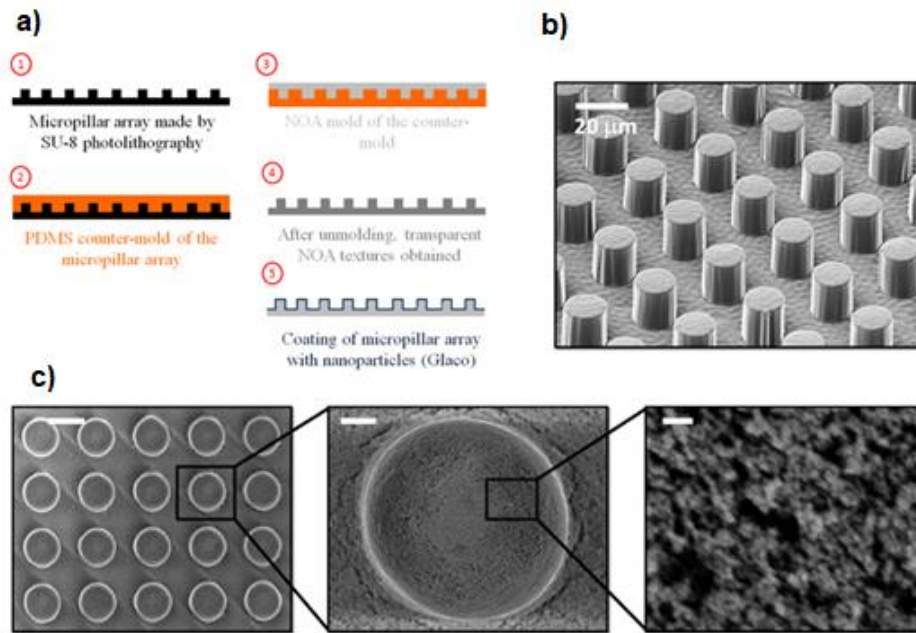 a)
1
Micropillar array made by
SU-8 photolithography
2
PDMS counter-mold of the
micropillar array
3
NOA mold of the counter-
mold
4
After unmolding, transparent
NOA textures obtained
5
Coating of micropillar array
with nanoparticles (Glaco)
b)
20 µm
c)